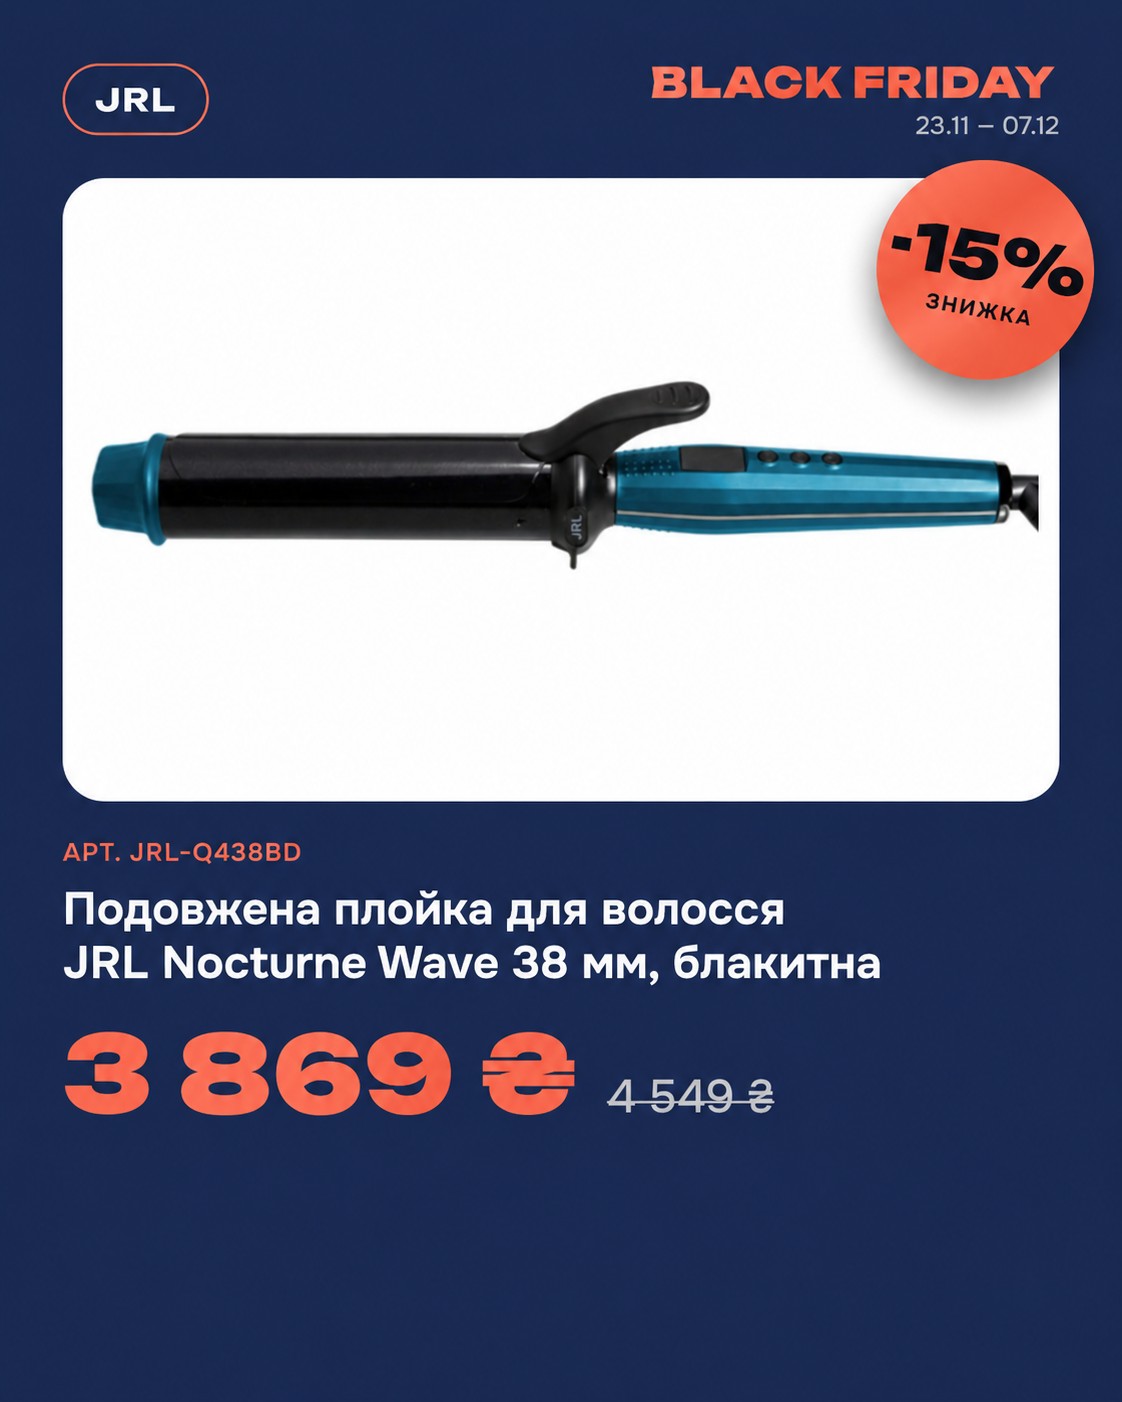 JRL
BLACK FRIDAY
23.11 – 07.12
-15%
ЗНИЖКА
JRL
АРТ. JRL-Q438BD
Подовжена плойка для волосся
JRL Nocturne Wave 38 мм, блакитна
3 869 ₴
4 549 ₴